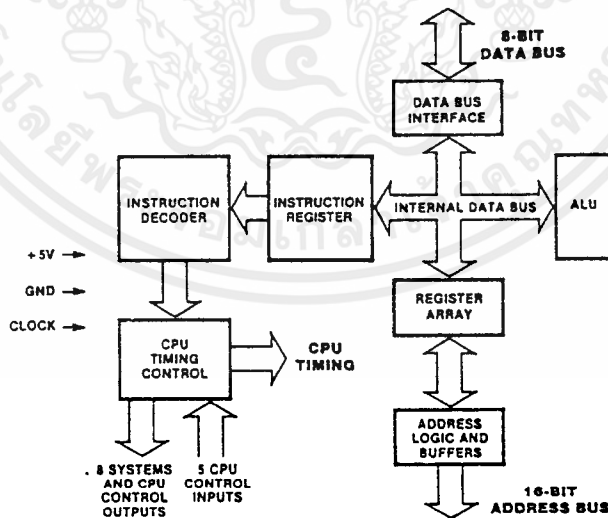 8-BIT
DATA BUS
DATA BUS
INTERFACE
INSTRUCTION
DECODER
INSTRUCTION
REGISTER
INTERNAL DATA BUS
ALU
+5V
GND
CLOCK
REGISTER
ARRAY
CPU
TIMING
CONTROL
CPU
TIMING
ADDRESS
LOGIC AND
BUFFERS
8 SYSTEMS
AND CPU
CONTROL
OUTPUTS
5 CPU
CONTROL
INPUTS
16-BIT
ADDRESS BUS